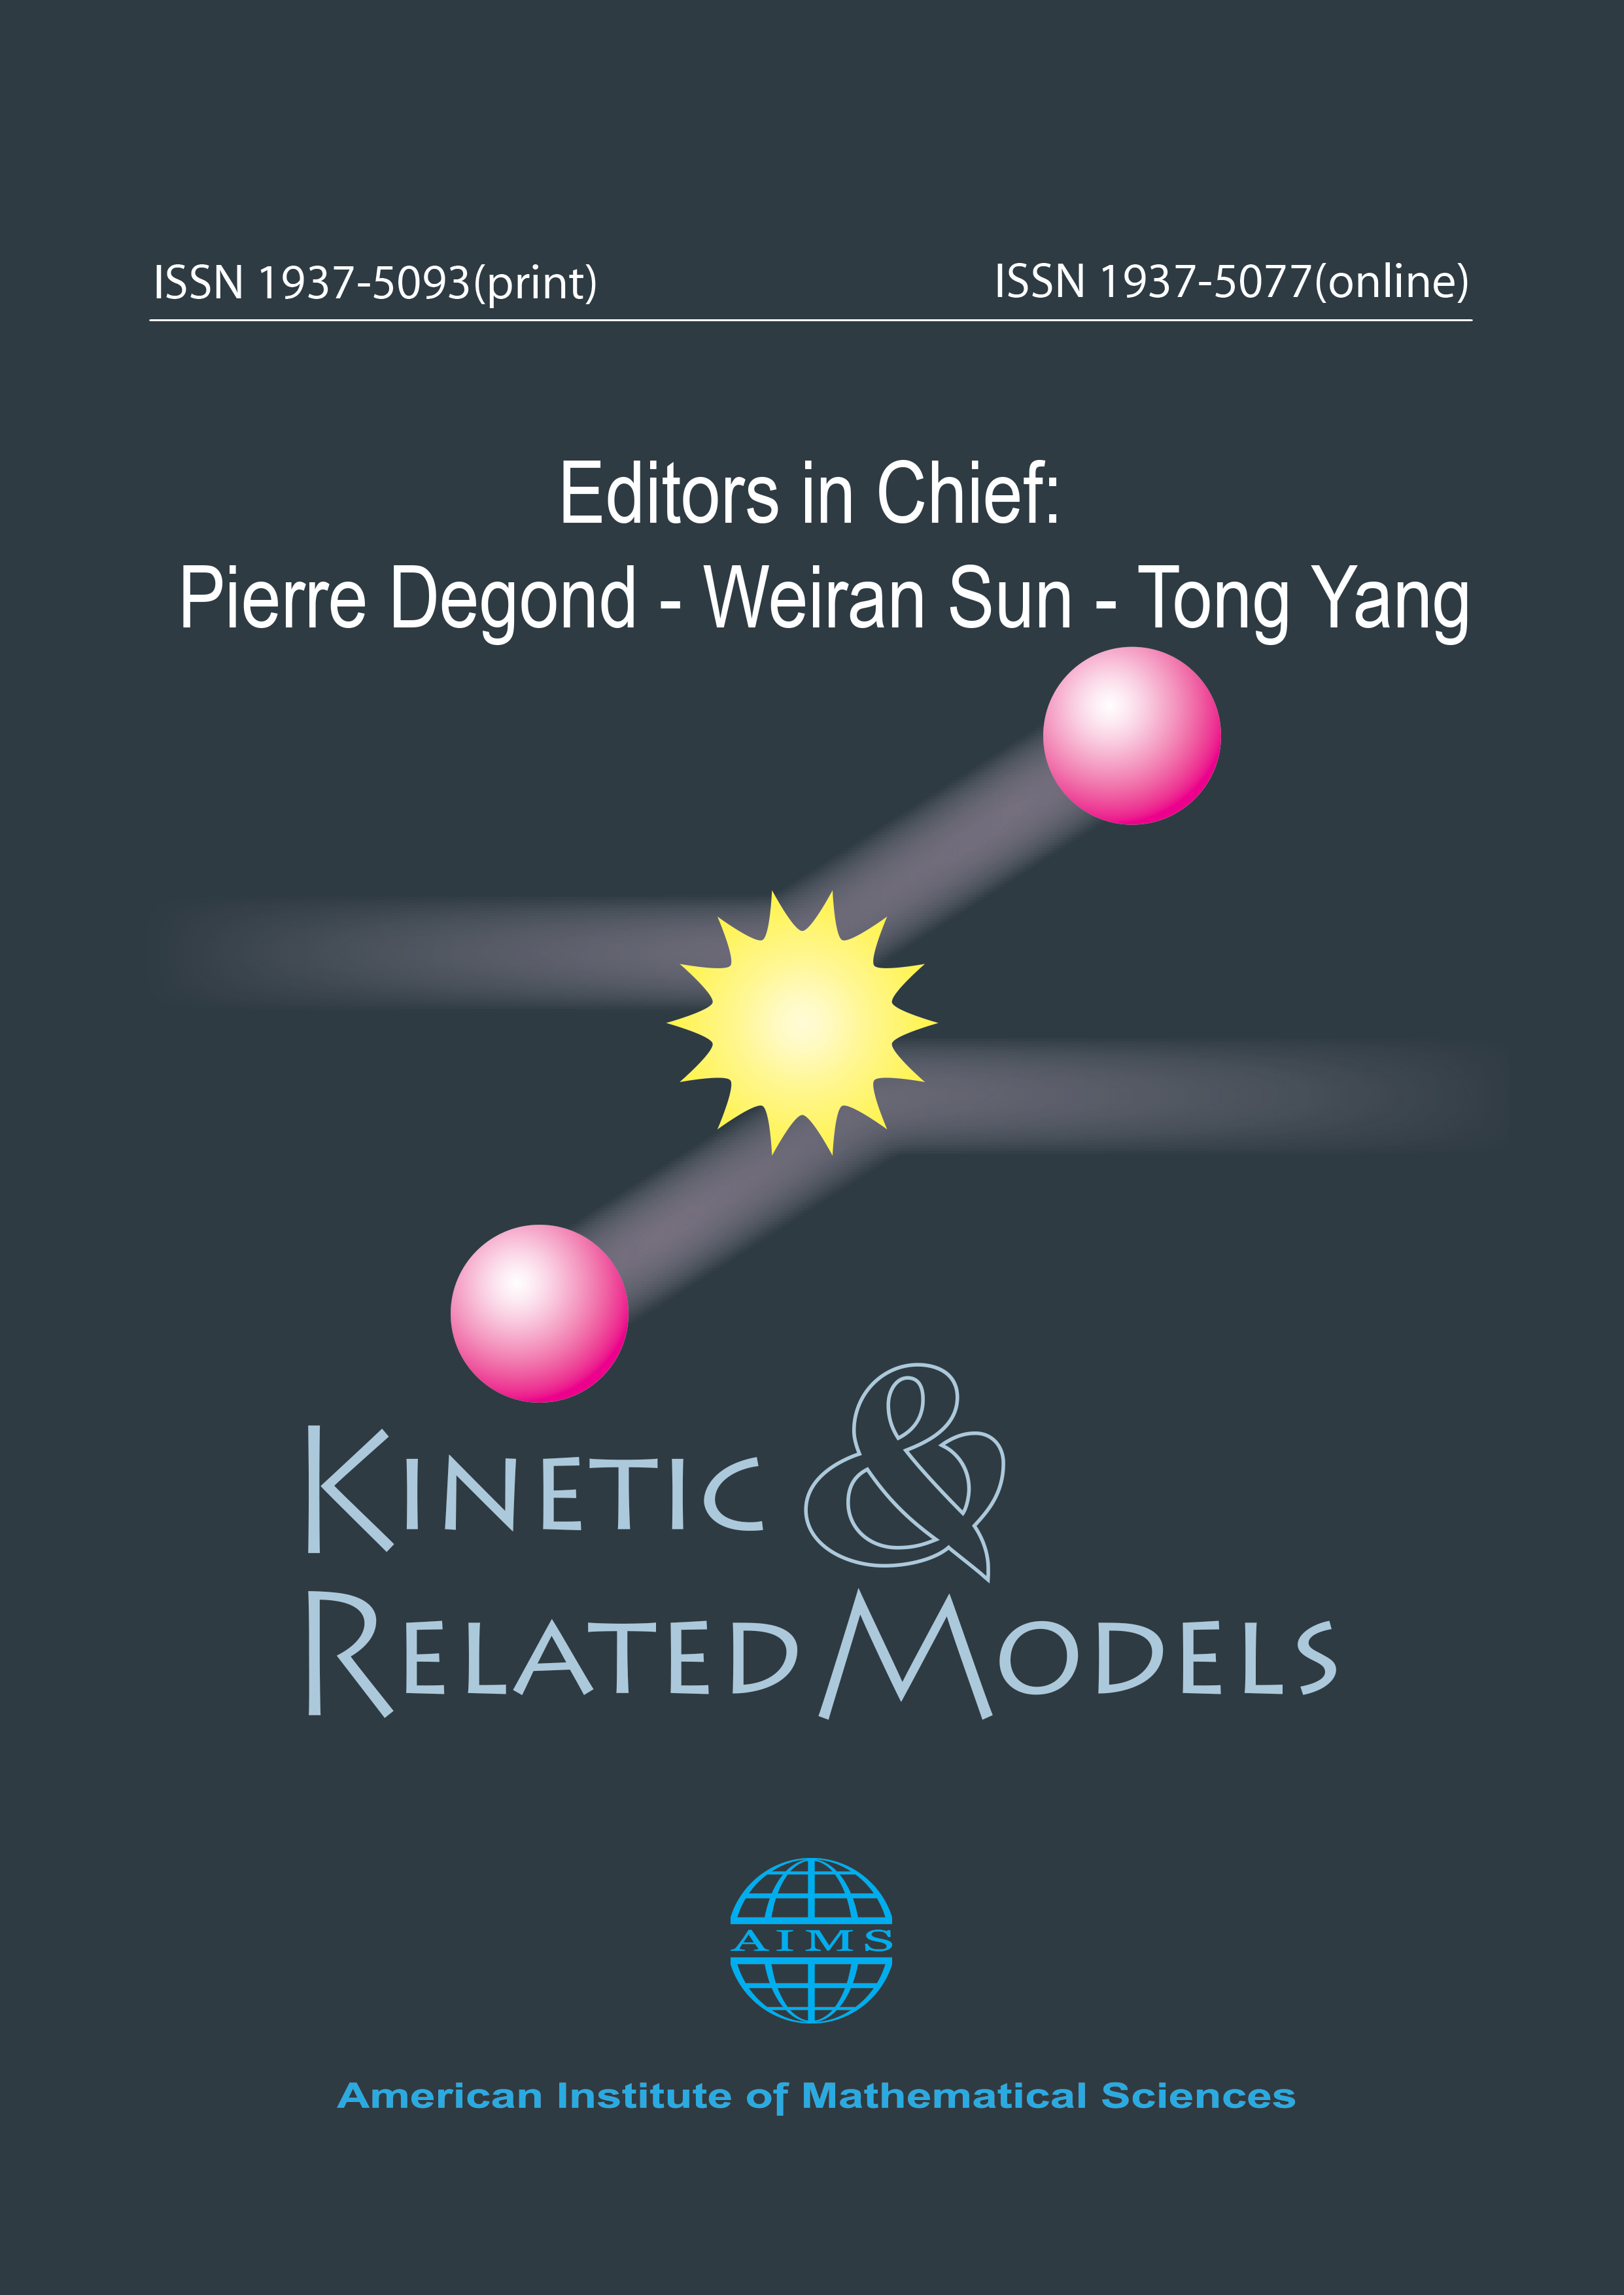 ISSN 1937-5093(print) ISSN 1937-5077(online)
Editors in Chief:
Pierre Degond - Weiran Sun - Tong Yang
KINETIC &
RELATED MODELS
AIMS
American Institute of Mathematical Sciences